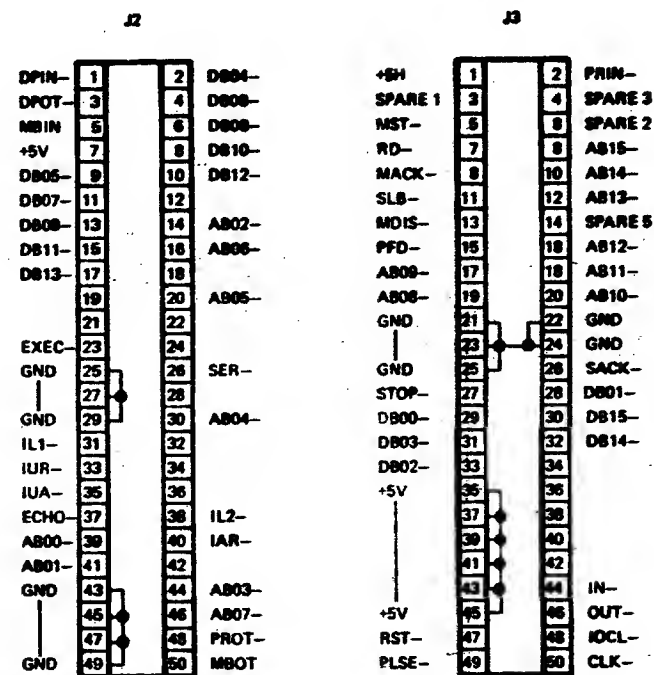 J2 J3
DPIN– 1 2 DB04– +5H 1 2 PRIN–
DPOT– 3 4 DB06– SPARE 1 3 4 SPARE 3
MBIN 5 6 DB08– MST– 5 6 SPARE 2
+5V 7 8 DB10– RD– 7 8 AB15–
DB05– 9 10 DB12– MACK– 9 10 AB14–
DB07– 11 12 SLB– 11 12 AB13–
DB09– 13 14 AB02– MDIS– 13 14 SPARE 5
DB11– 15 16 AB06– PFD– 15 16 AB12–
DB13– 17 18 AB09– 17 18 AB11–
19 20 AB05– AB08– 19 20 AB10–
21 22 GND 21 22 GND
EXEC– 23 24 23 24 GND
GND 25 26 SER– GND 25 26 SACK–
27 28 STOP– 27 28 DB01–
GND 29 30 AB04– DB00– 29 30 DB15–
IL1– 31 32 DB03– 31 32 DB14–
IUR– 33 34 DB02– 33 34
IUA– 35 36 +5V 35 36
ECHO– 37 38 IL2– 37 38
AB00– 39 40 IAR– 39 40
AB01– 41 42 41 42
GND 43 44 AB03– 43 44 IN–
45 46 AB07– +5V 45 46 OUT–
47 48 PROT– RST– 47 48 IOCL–
GND 49 50 MBOT PLSE– 49 50 CLK–